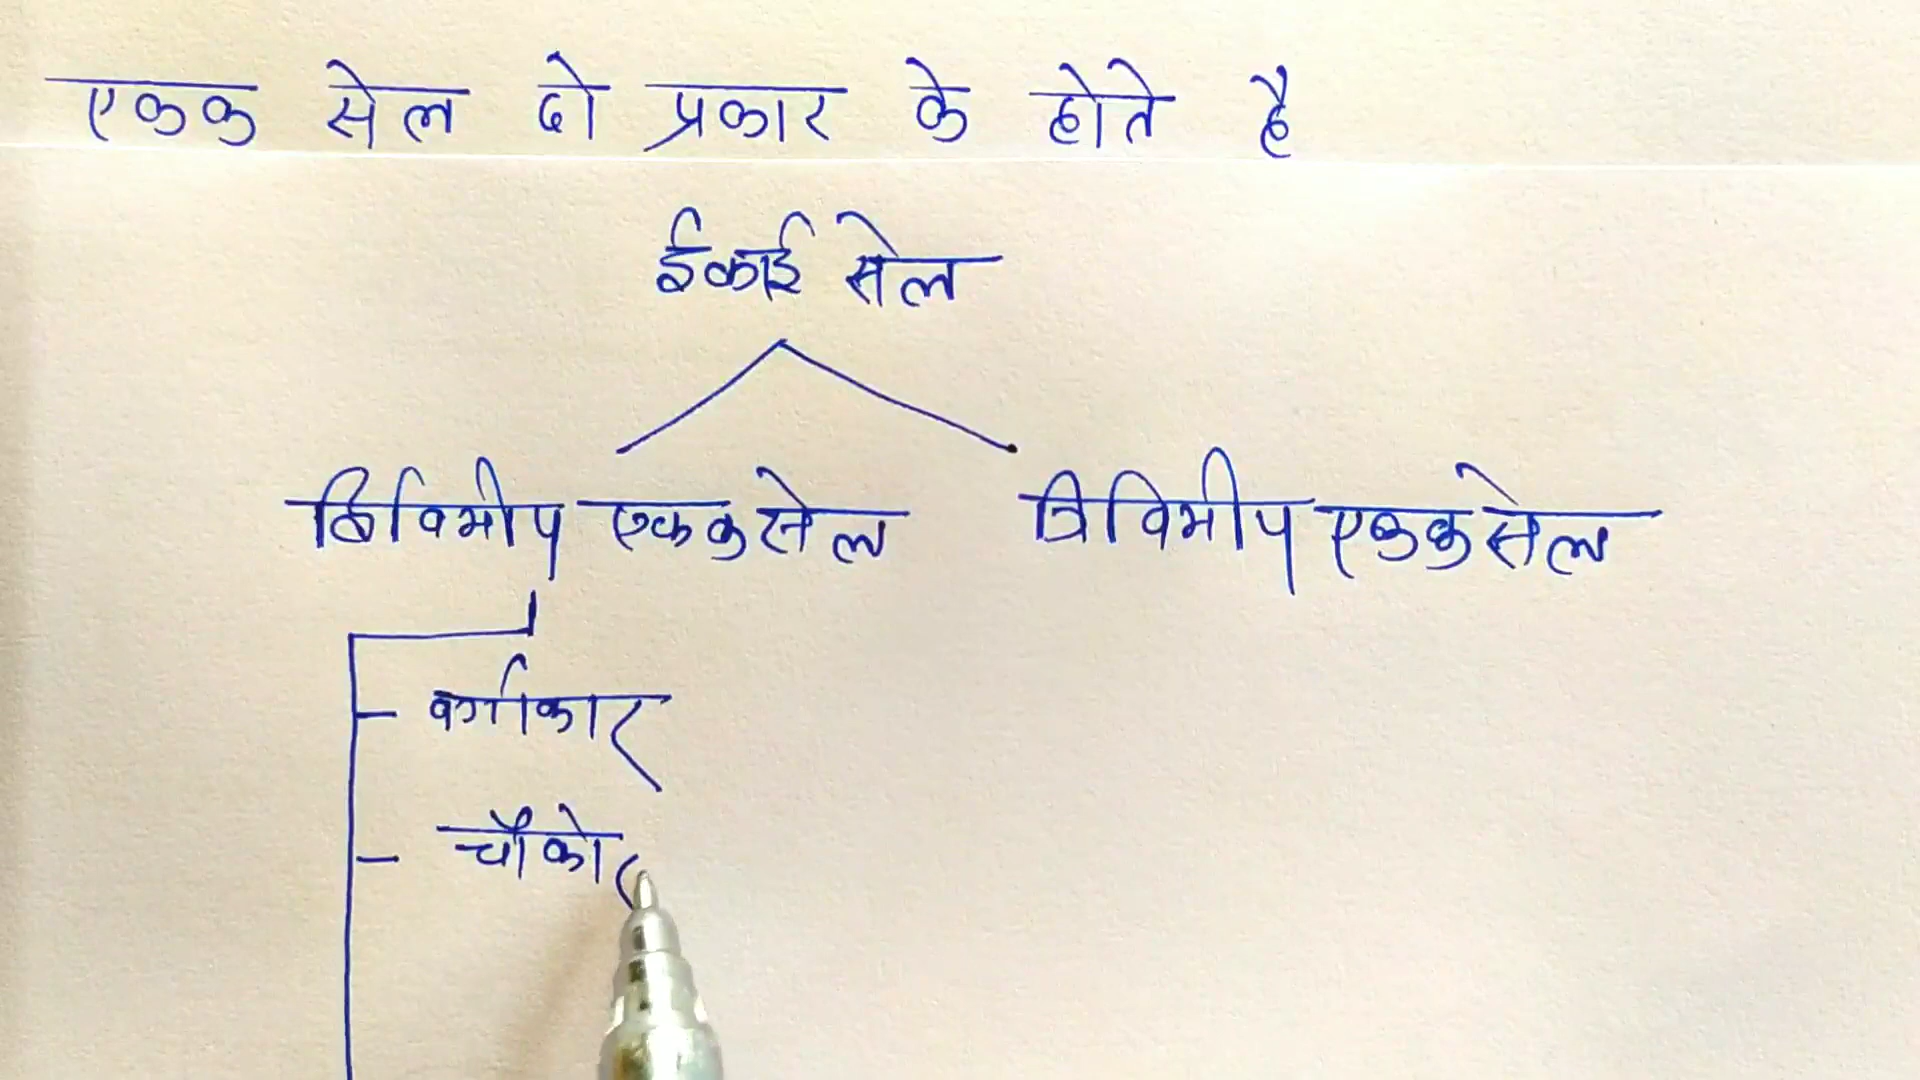 एकक सेल दो प्रकार के होते है
ईकाई सेल
द्विविमीय एकक सेल त्रिविमीय एकक सेल
वर्गाकार